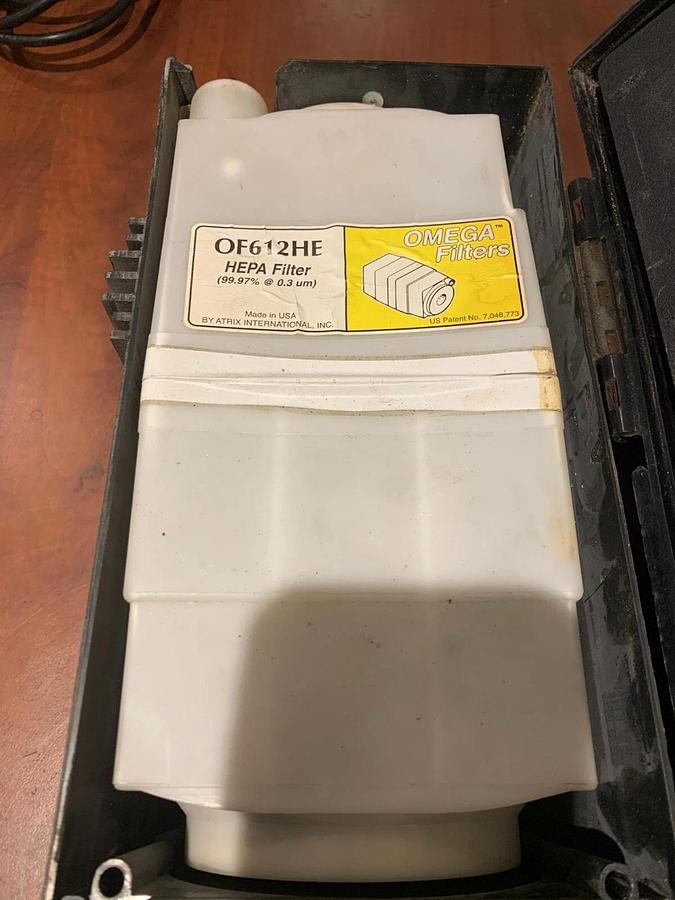 OF612HE
HEPA Filter
(99.97% @ 0.3 um)
Made in USA
BY ATRIX INTERNATIONAL, INC.
OMEGA™
Filters
US Patent No. 7,048,773